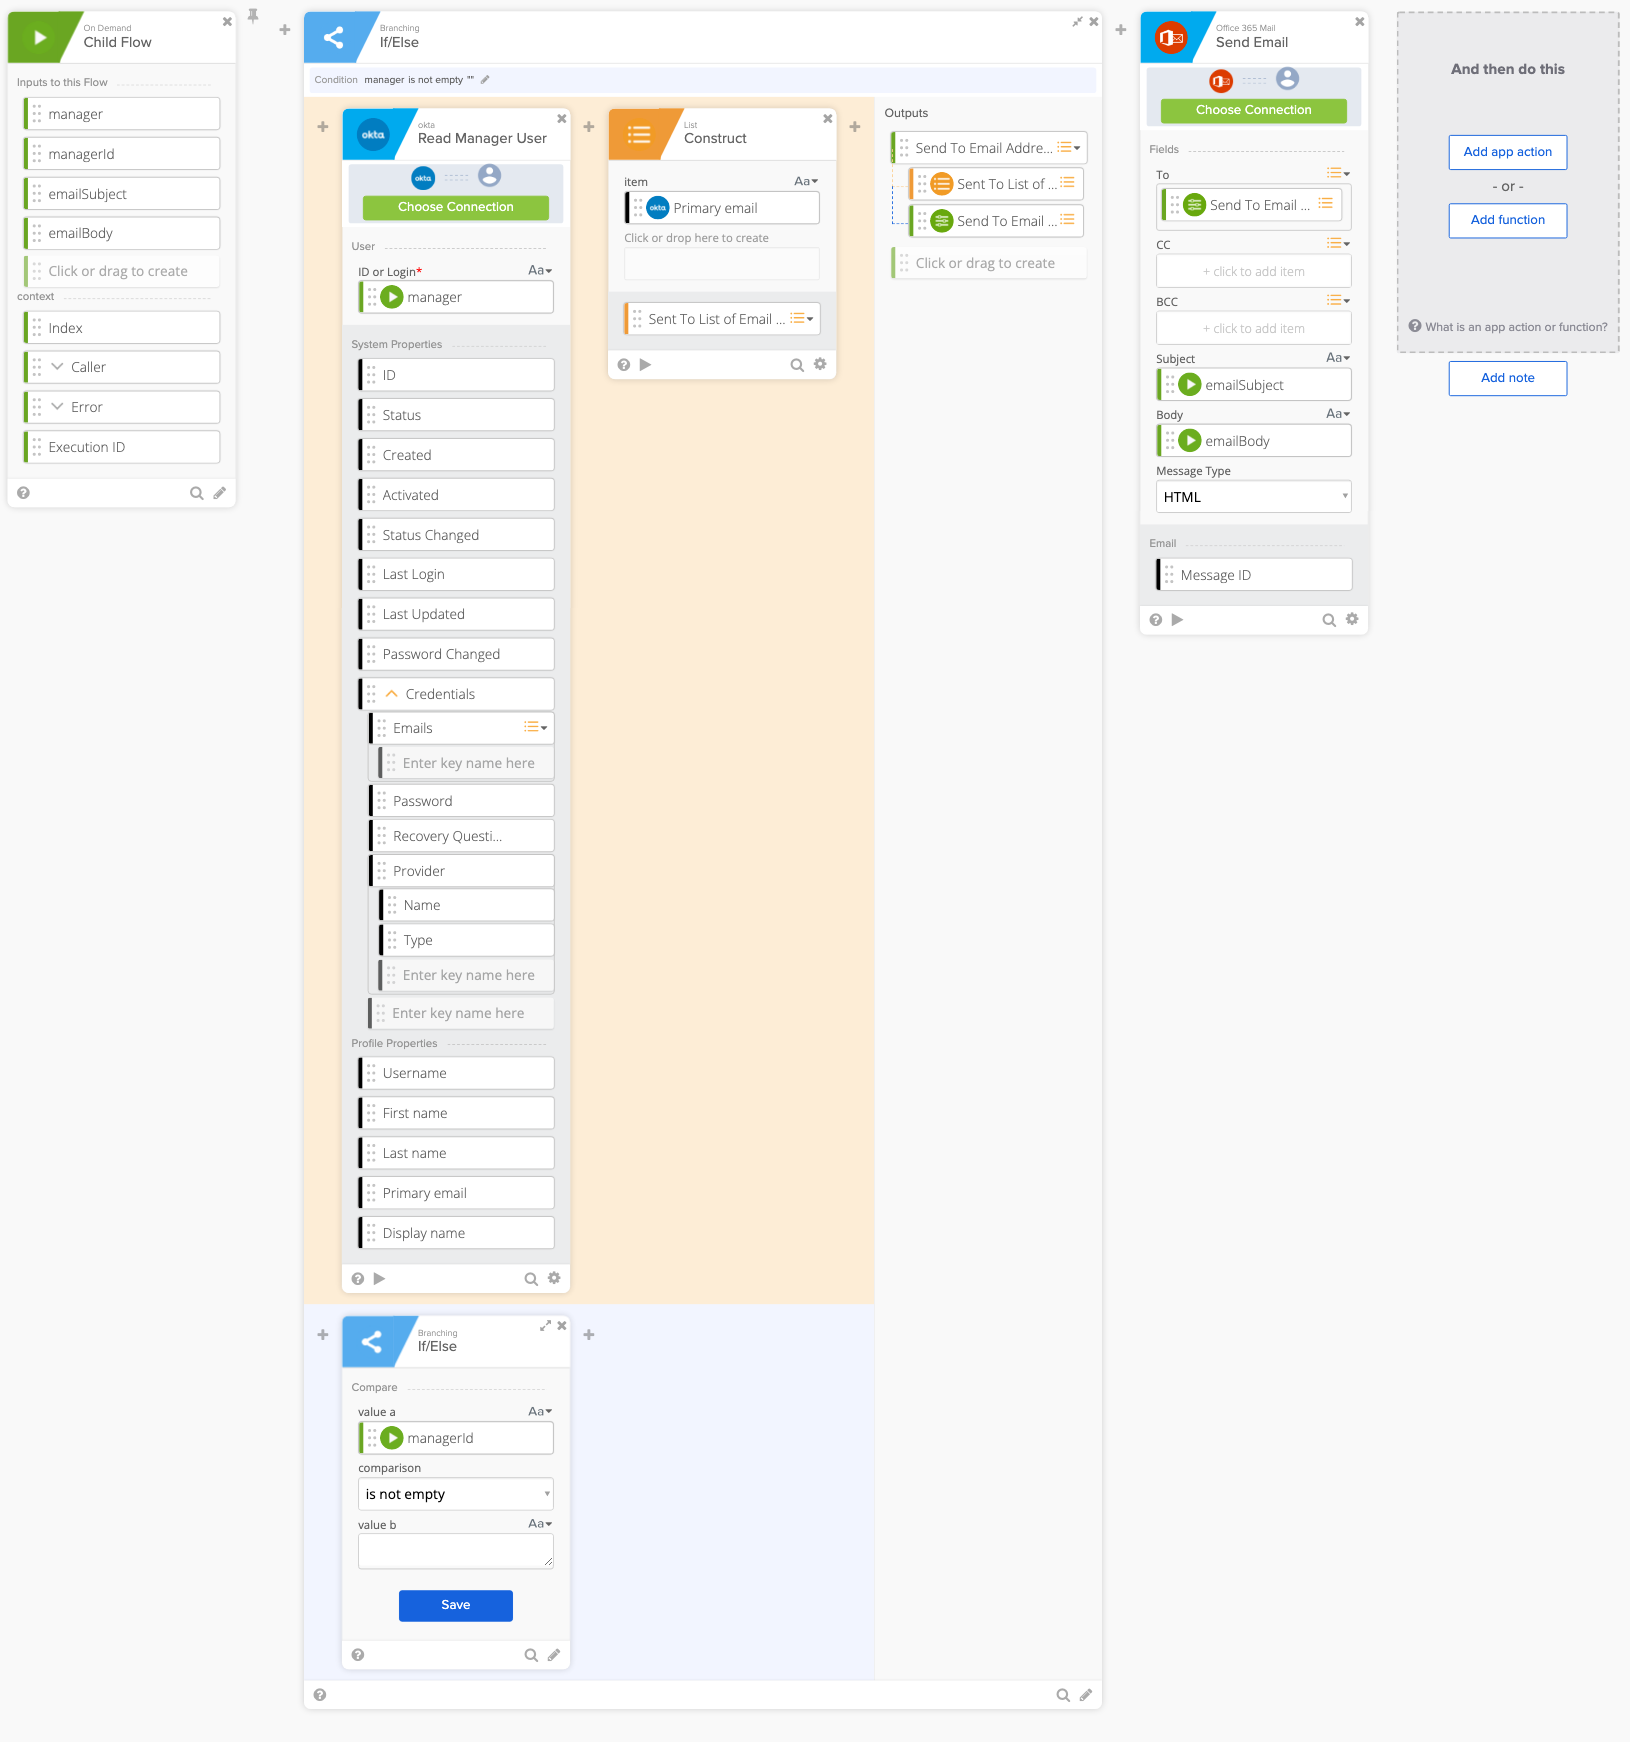 On Demand
Child Flow
Inputs to this Flow
manager
managerId
emailSubject
emailBody
Click or drag to create
context
Index
Caller
Error
Execution ID
Branching
If/Else
Condition manager is not empty ""
okta
okta
Read Manager User
okta
Choose Connection
User
ID or Login*
Aa
manager
System Properties
ID
Status
Created
Activated
Status Changed
Last Login
Last Updated
Password Changed
Credentials
Emails
Enter key name here
Password
Recovery Questi...
Provider
Name
Type
Enter key name here
Enter key name here
Profile Properties
Username
First name
Last name
Primary email
Display name
List
Construct
item
Aa
okta Primary email
Click or drop here to create
Sent To List of Email ...
Outputs
Send To Email Addre...
Sent To List of ...
Send To Email ...
Click or drag to create
Branching
If/Else
Compare
value a
Aa
managerId
comparison
is not empty
value b
Aa
Save
Office 365 Mail
Send Email
Choose Connection
Fields
To
Send To Email ...
CC
+ click to add item
BCC
+ click to add item
Subject
Aa
emailSubject
Body
Aa
emailBody
Message Type
HTML
Email
Message ID
And then do this
Add app action
- or -
Add function
What is an app action or function?
Add note